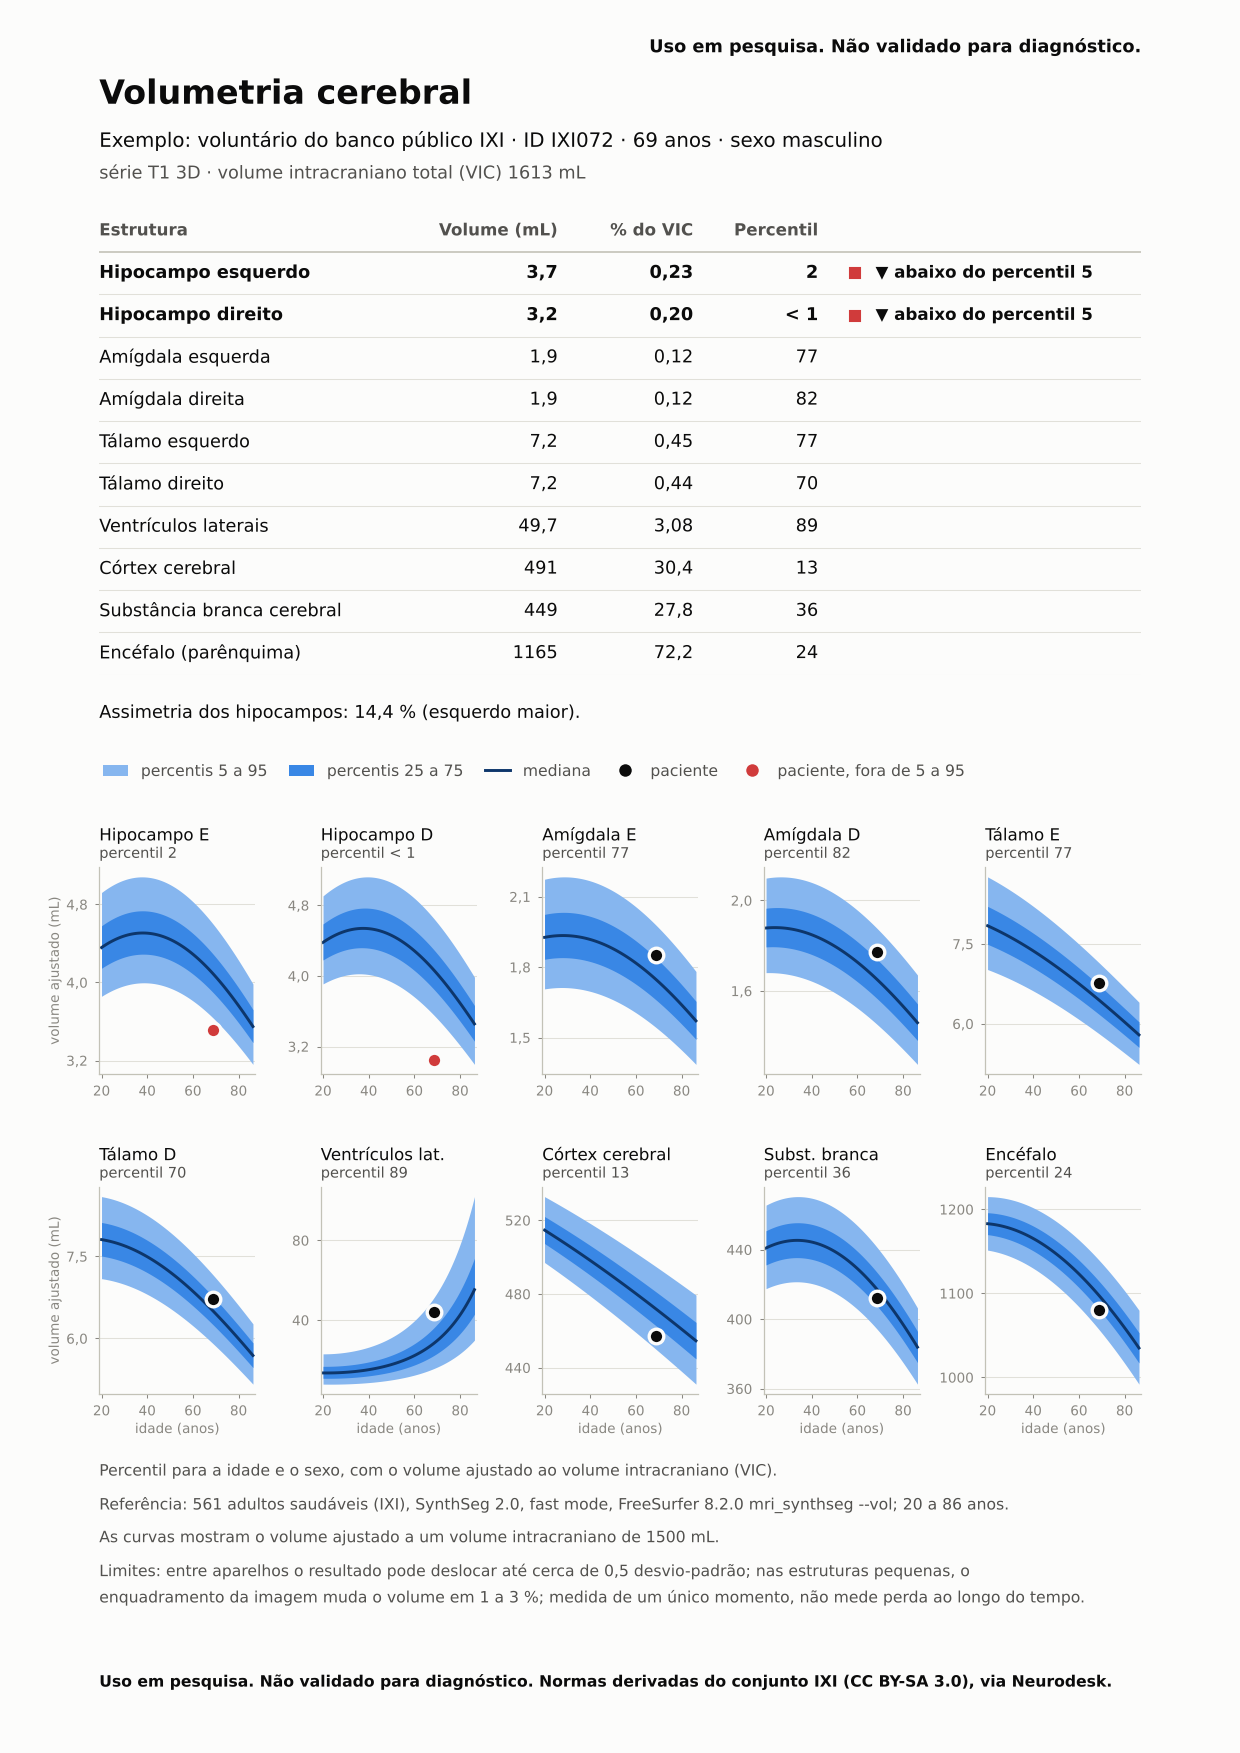 Uso em pesquisa. Não validado para diagnóstico.
Volumetria cerebral
Exemplo: voluntário do banco público IXI · ID IXI072 · 69 anos · sexo masculino
série T1 3D · volume intracraniano total (VIC) 1613 mL
Estrutura Volume (mL) % do VIC Percentil
Hipocampo esquerdo 3,7 0,23 2 ■ ▼ abaixo do percentil 5
Hipocampo direito 3,2 0,20 < 1 ■ ▼ abaixo do percentil 5
Amígdala esquerda 1,9 0,12 77
Amígdala direita 1,9 0,12 82
Tálamo esquerdo 7,2 0,45 77
Tálamo direito 7,2 0,44 70
Ventrículos laterais 49,7 3,08 89
Córtex cerebral 491 30,4 13
Substância branca cerebral 449 27,8 36
Encéfalo (parênquima) 1165 72,2 24
Assimetria dos hipocampos: 14,4 % (esquerdo maior).
percentis 5 a 95 percentis 25 a 75 mediana paciente paciente, fora de 5 a 95
Hipocampo E Hipocampo D Amígdala E Amígdala D Tálamo E
percentil 2 percentil < 1 percentil 77 percentil 82 percentil 77
volume ajustado (mL)
4,8
4,0
3,2
20 40 60 80
4,8
4,0
3,2
20 40 60 80
2,1
1,8
1,5
20 40 60 80
2,0
1,6
20 40 60 80
7,5
6,0
20 40 60 80
Tálamo D Ventrículos lat. Córtex cerebral Subst. branca Encéfalo
percentil 70 percentil 89 percentil 13 percentil 36 percentil 24
volume ajustado (mL)
7,5
6,0
20 40 60 80
idade (anos)
80
40
20 40 60 80
idade (anos)
520
480
440
20 40 60 80
idade (anos)
440
400
360
20 40 60 80
idade (anos)
1200
1100
1000
20 40 60 80
idade (anos)
Percentil para a idade e o sexo, com o volume ajustado ao volume intracraniano (VIC).
Referência: 561 adultos saudáveis (IXI), SynthSeg 2.0, fast mode, FreeSurfer 8.2.0 mri_synthseg --vol; 20 a 86 anos.
As curvas mostram o volume ajustado a um volume intracraniano de 1500 mL.
Limites: entre aparelhos o resultado pode deslocar até cerca de 0,5 desvio-padrão; nas estruturas pequenas, o
enquadramento da imagem muda o volume em 1 a 3 %; medida de um único momento, não mede perda ao longo do tempo.
Uso em pesquisa. Não validado para diagnóstico. Normas derivadas do conjunto IXI (CC BY-SA 3.0), via Neurodesk.